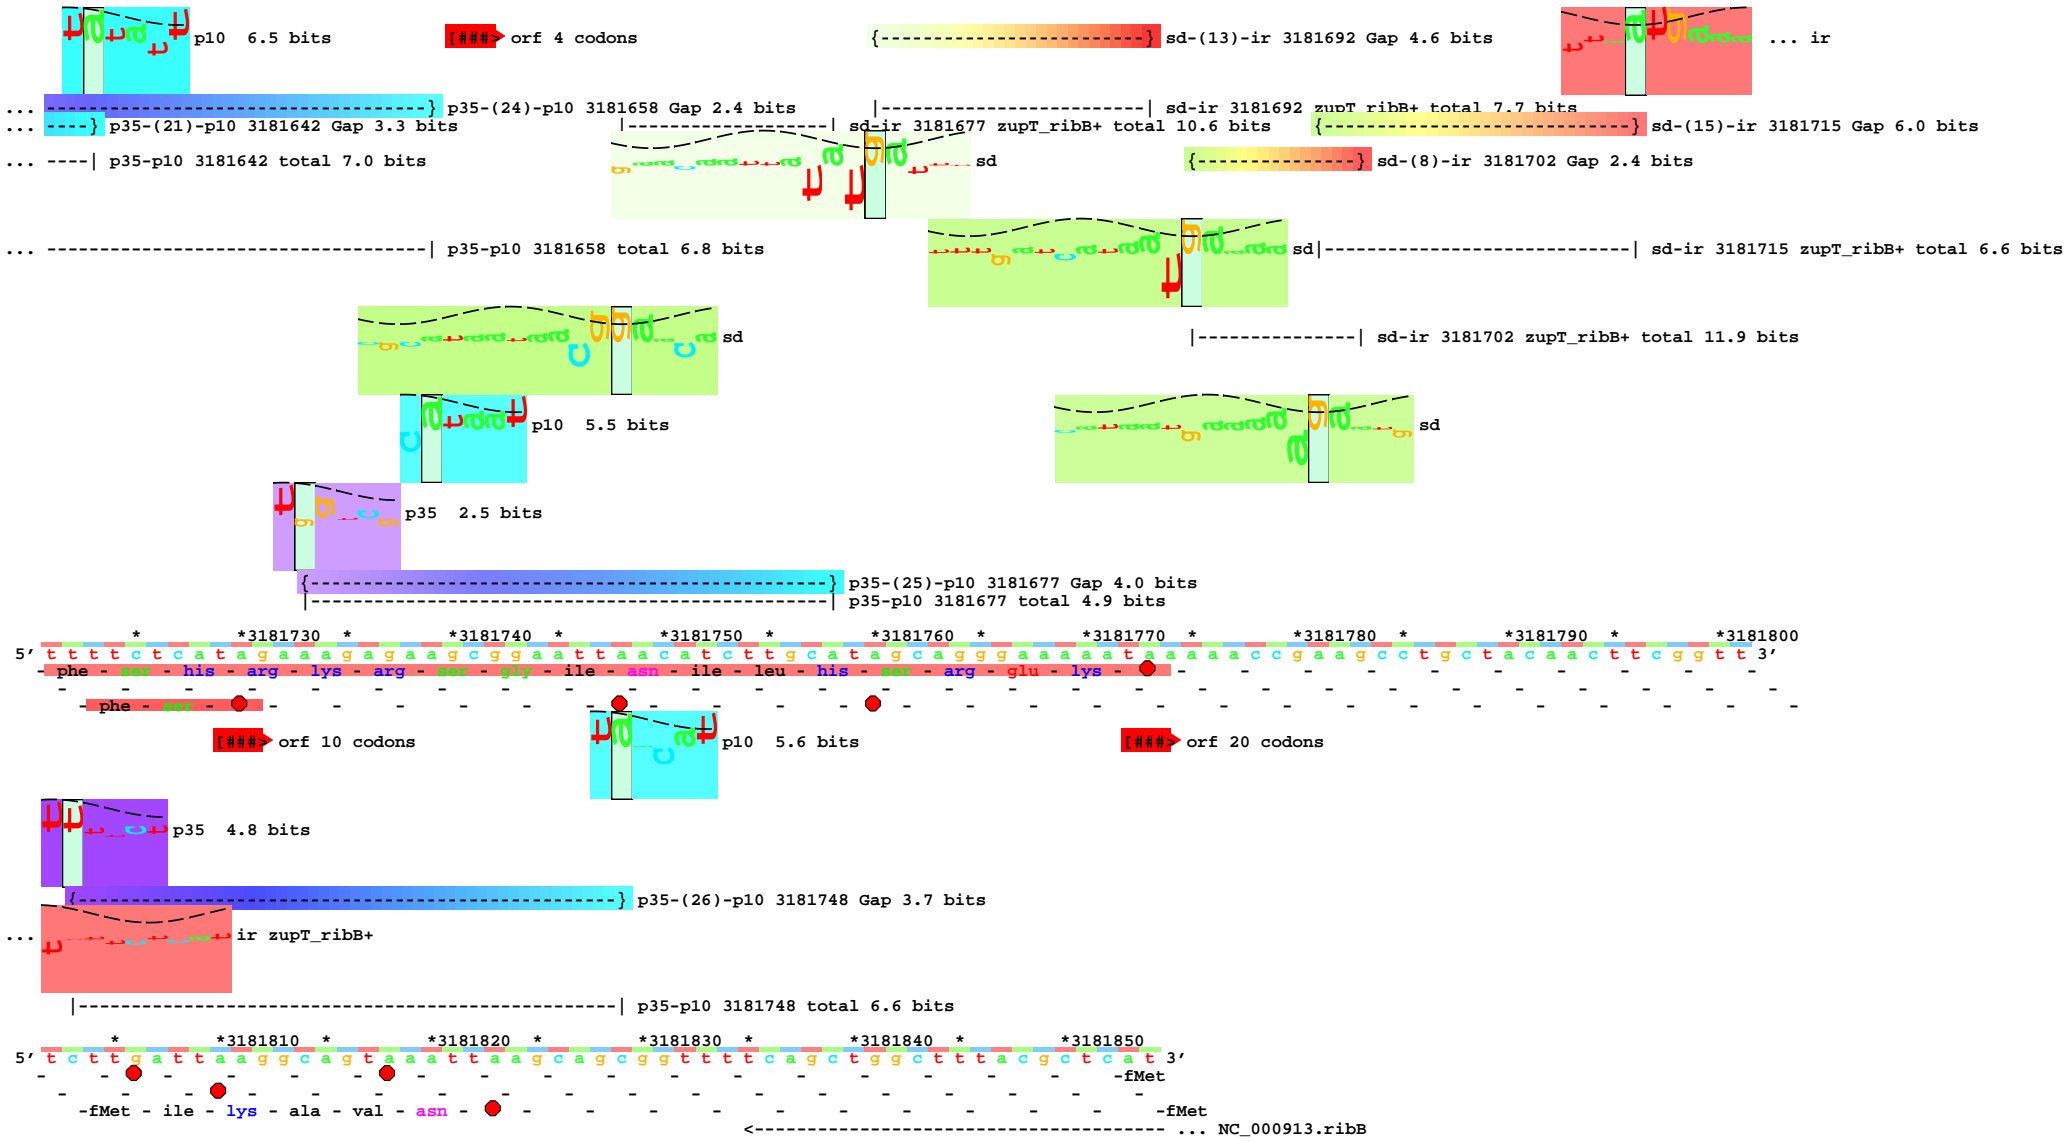 p10 6.5 bits
[###> orf 4 codons
{-------------------------} sd-(13)-ir 3181692 Gap 4.6 bits
... ir
... ------------------------------------} p35-(24)-p10 3181658 Gap 2.4 bits
|-------------------------| sd-ir 3181692 zupT_ribB+ total 7.7 bits
... ----} p35-(21)-p10 3181642 Gap 3.3 bits
|--------------------| sd-ir 3181677 zupT_ribB+ total 10.6 bits
{-----------------------------} sd-(15)-ir 3181715 Gap 6.0 bits
... ----| p35-p10 3181642 total 7.0 bits
sd
{---------------} sd-(8)-ir 3181702 Gap 2.4 bits
... ------------------------------------| p35-p10 3181658 total 6.8 bits
sd
|-----------------------------| sd-ir 3181715 zupT_ribB+ total 6.6 bits
sd
|---------------| sd-ir 3181702 zupT_ribB+ total 11.9 bits
p10 5.5 bits
sd
p35 2.5 bits
{-------------------------------------------------} p35-(25)-p10 3181677 Gap 4.0 bits
|-------------------------------------------------| p35-p10 3181677 total 4.9 bits
* *3181730 * *3181740 * *3181750 * *3181760 * *3181770 * *3181780 * *3181790 * *3181800
5' t t t t c t c a t a g a a a g a g a a g c g g a a t t a a c a t c t t g c a t a g c a g g g a a a a a t a a a a a c c g a a g c c t g c t a c a a c t t c g g t t 3'
- phe - ser - his - arg - lys - arg - ser - gly - ile - asn - ile - leu - his - ser - arg - glu - lys -
- phe - ser -
[###> orf 10 codons
p10 5.6 bits
[###> orf 20 codons
p35 4.8 bits
{---------------------------------------------------} p35-(26)-p10 3181748 Gap 3.7 bits
... ir zupT_ribB+
|---------------------------------------------------| p35-p10 3181748 total 6.6 bits
* *3181810 * *3181820 * *3181830 * *3181840 * *3181850
5' t c t t g a t t a a g g c a g t a a a t t a a g c a g c g g t t t t c a g c t g g c t t t a c g c t c a t 3'
-fMet
-fMet - ile - lys - ala - val - asn - -fMet
<--------------------------------------- ... NC_000913.ribB